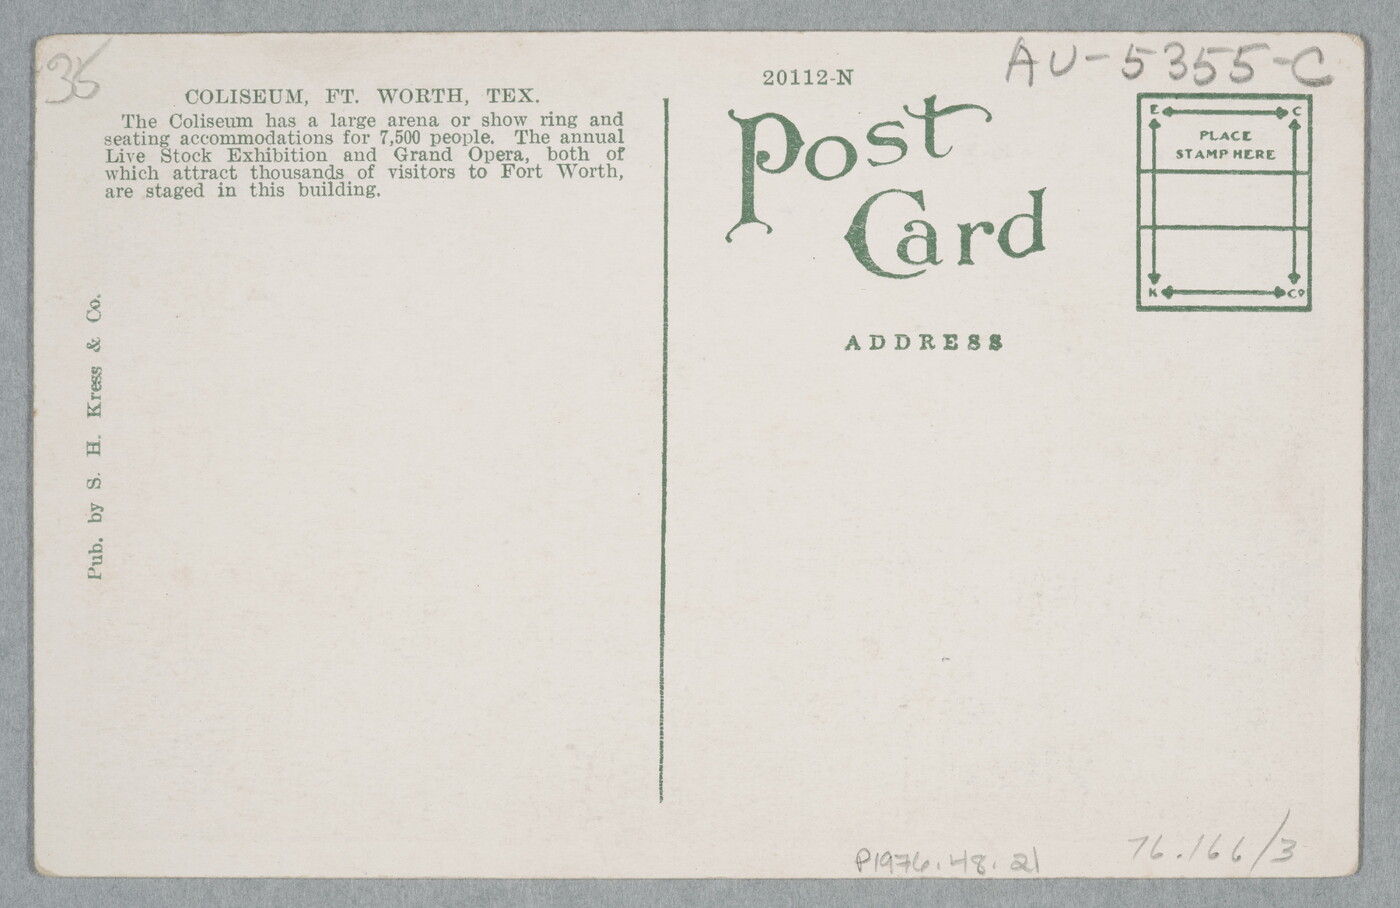 35
COLISEUM, FT. WORTH, TEX.
The Coliseum has a large arena or show ring and
seating accommodations for 7,500 people. The annual
Live Stock Exhibition and Grand Opera, both of
which attract thousands of visitors to Fort Worth,
are staged in this building.
Pub. by S. H. Kress & Co.
20112-N
AU-5355-C
Post
Card
E C
PLACE
STAMP HERE
K Co
ADDRESS
P1976.48.21
76.166/3